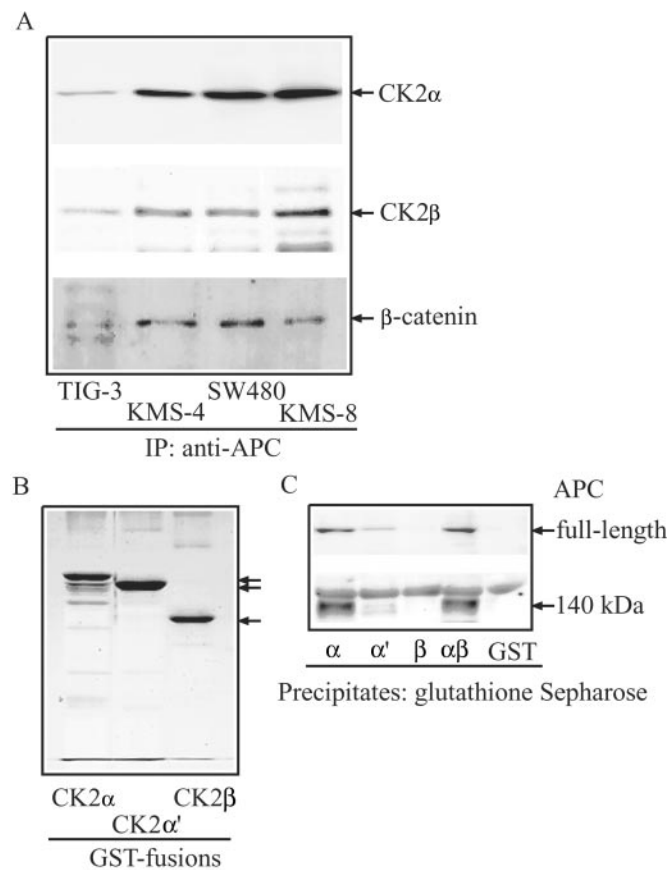 A
CK2α
CK2β
β-catenin
TIG-3 SW480
KMS-4 KMS-8
IP: anti-APC
B
CK2α CK2β
CK2α'
GST-fusions
C
APC
full-length
140 kDa
α α' β αβ GST
Precipitates: glutathione Sepharose